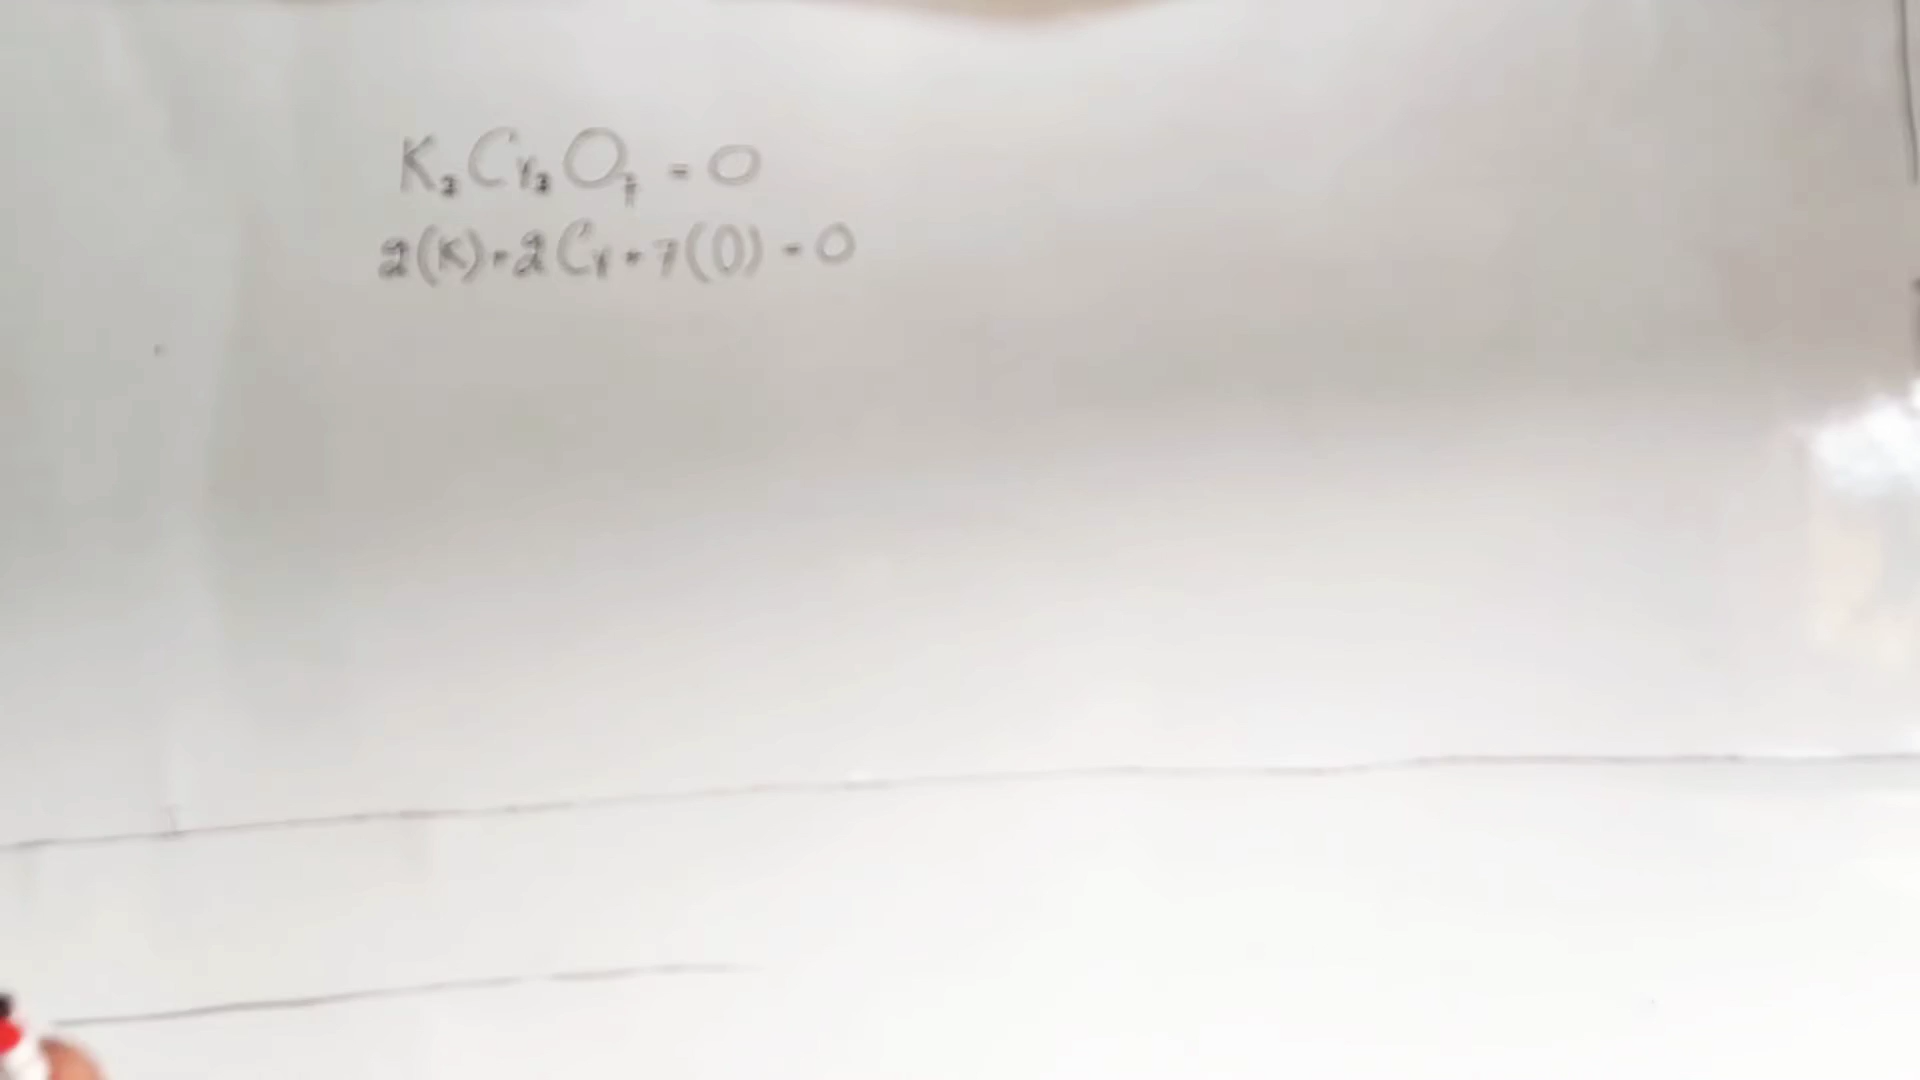 K₂Cr₂O₇ = 0
2(K)+2Cr+7(O) = 0